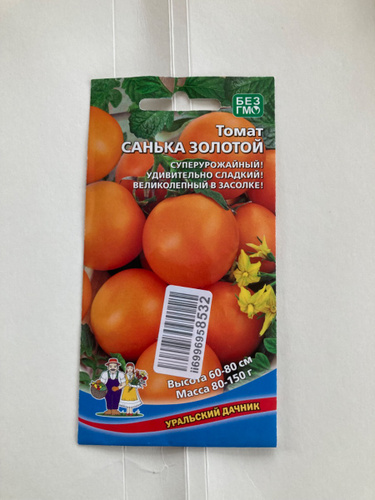 БЕЗ
ГМО
Томат
САНЬКА ЗОЛОТОЙ
СУПЕРУРОЖАЙНЫЙ!
УДИВИТЕЛЬНО СЛАДКИЙ!
ВЕЛИКОЛЕПНЫЙ В ЗАСОЛКЕ!
ii6996958532
Высота 60-80 см
Масса 80-150 г
УРАЛЬСКИЙ ДАЧНИК